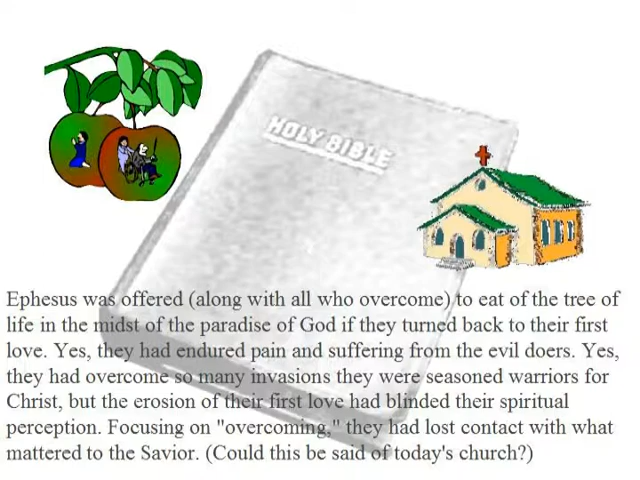 HOLY BIBLE
Ephesus was offered (along with all who overcome) to eat of the tree of
life in the midst of the paradise of God if they turned back to their first
love. Yes, they had endured pain and suffering from the evil doers. Yes,
they had overcome so many invasions they were seasoned warriors for
Christ, but the erosion of their first love had blinded their spiritual
perception. Focusing on "overcoming," they had lost contact with what
mattered to the Savior. (Could this be said of today's church?)